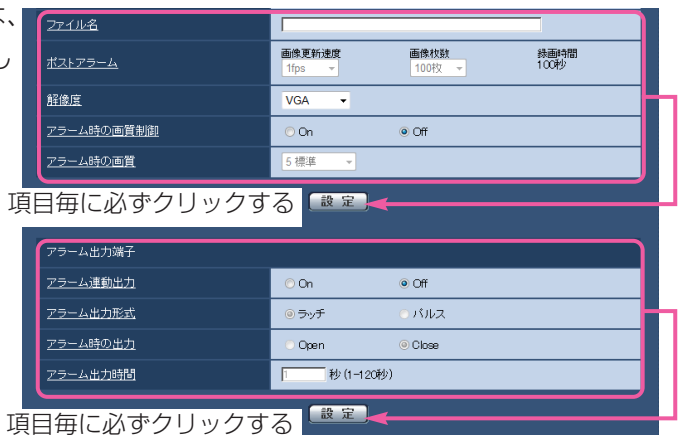 は、
ファイル名
ポストアラーム 画像更新速度 画像枚数 録画時間
1fps 100枚 100秒
解像度 VGA
アラーム時の画質制御 On Off
アラーム時の画質 5 標準
項目毎に必ずクリックする 設 定
アラーム出力端子
アラーム連動出力 On Off
アラーム出力形式 ラッチ パルス
アラーム時の出力 Open Close
アラーム出力時間 1 秒(1-120秒)
項目毎に必ずクリックする 設 定